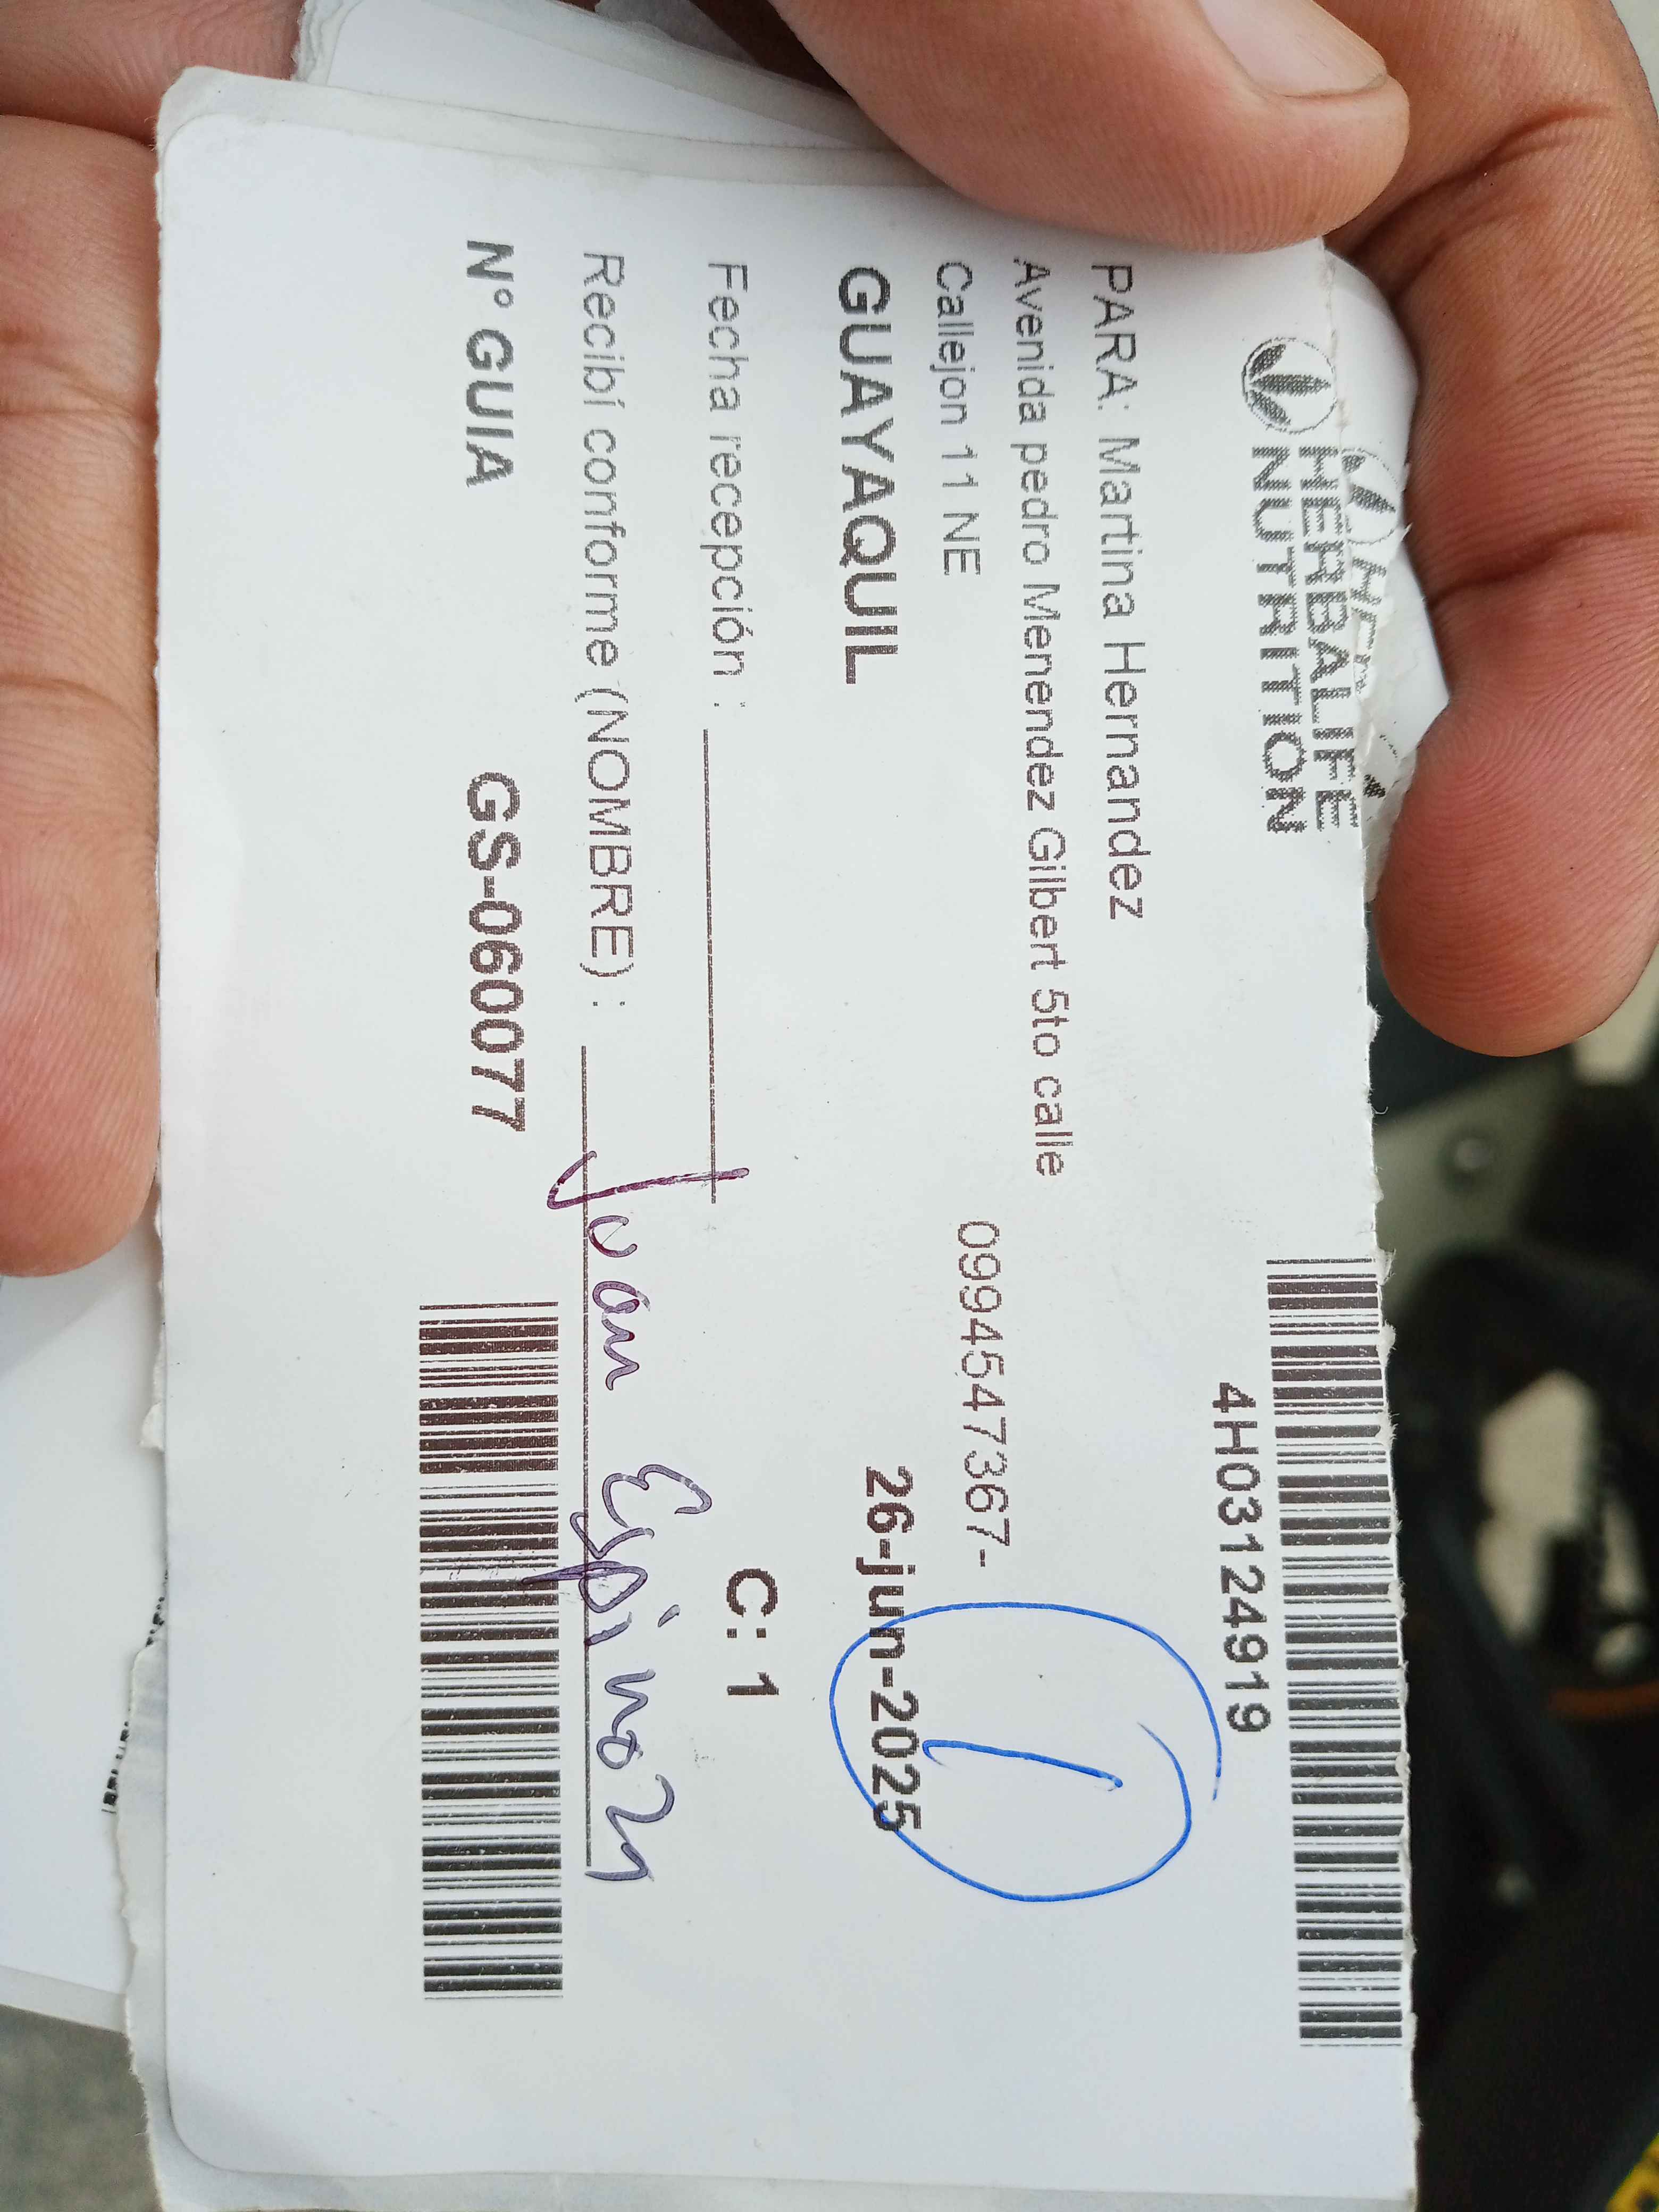 HERBALIFE
NUTRITION
4H03124919
PARA: Martina Hernandez
Avenida pedro Menendez Gilbert 5to calle
Callejon 11 NE
0994547367-
1
GUAYAQUIL
26-jun-2025
Fecha recepción :
C: 1
Recibí conforme (NOMBRE) : Juan Espinoza
N° GUIA GS-060077